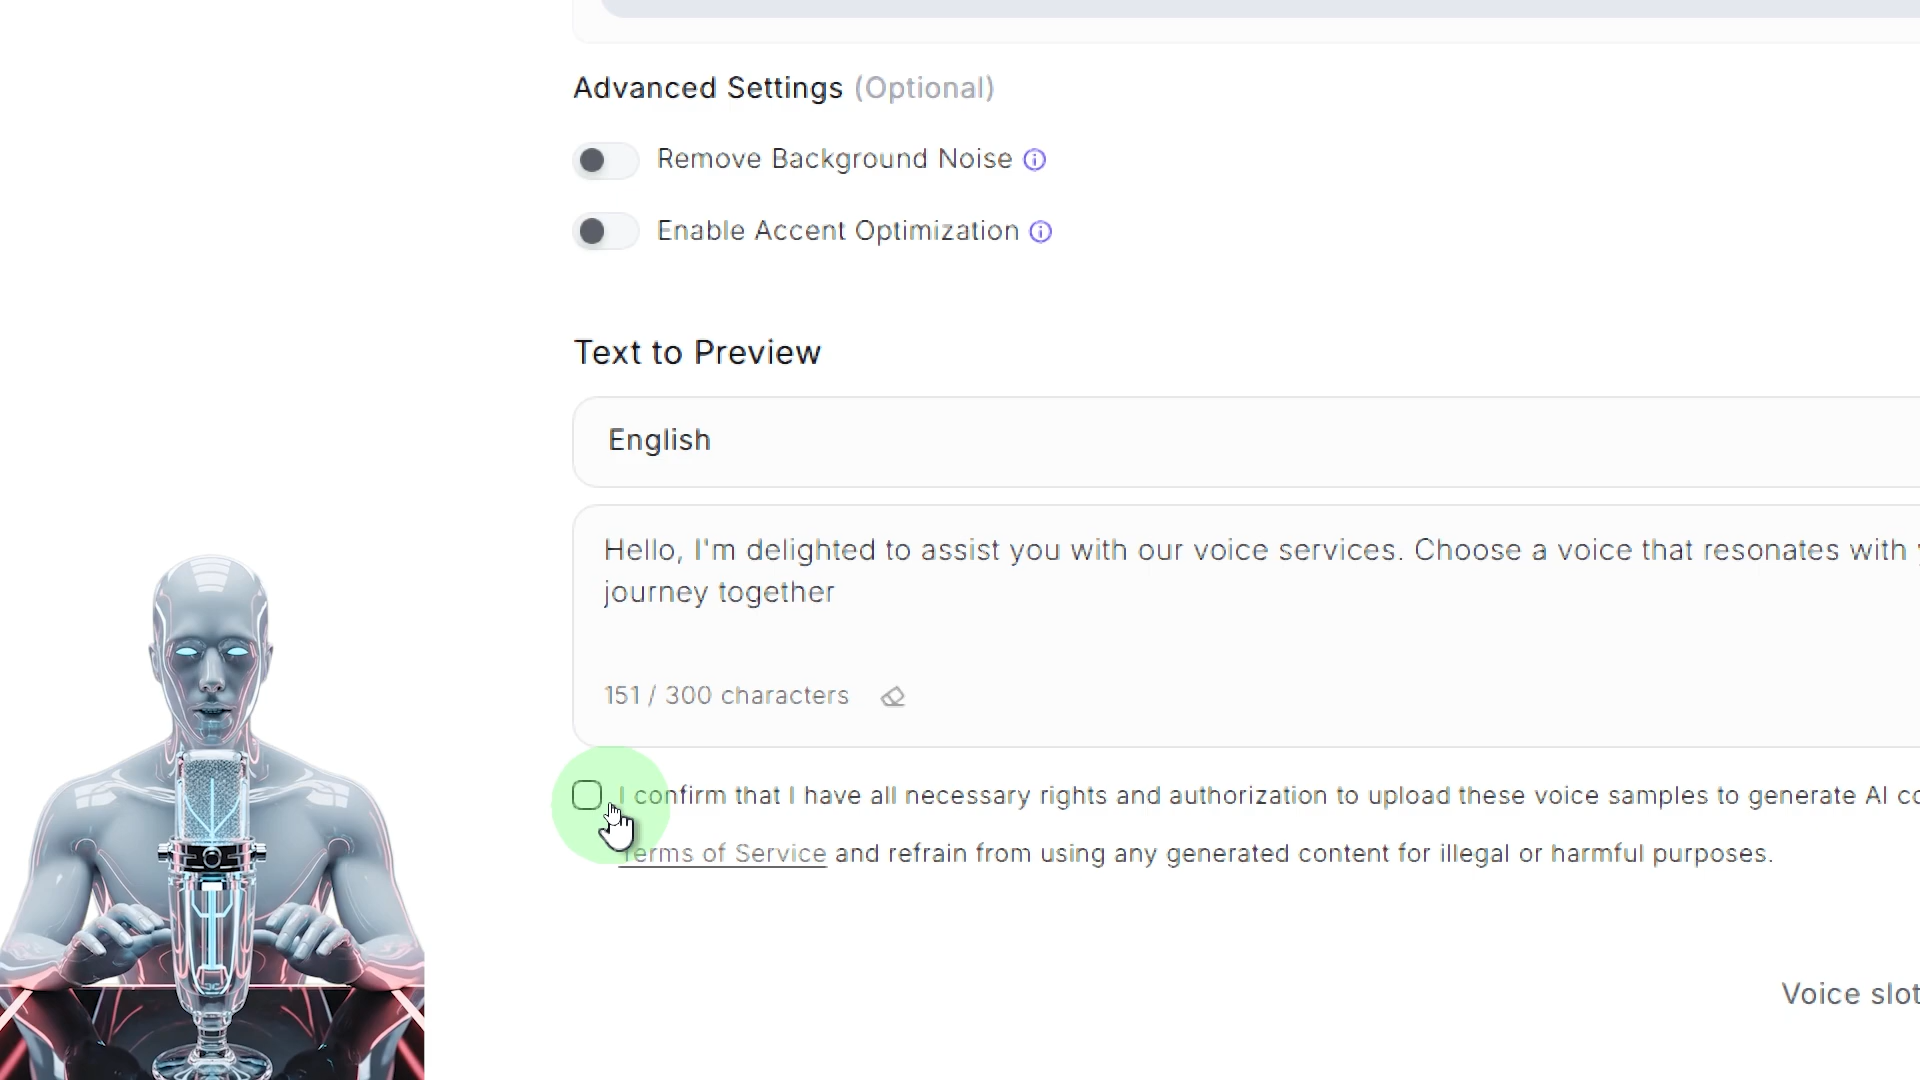 Advanced Settings (Optional)
Remove Background Noise
Enable Accent Optimization
Text to Preview
English
Hello, I'm delighted to assist you with our voice services. Choose a voice that resonates with
journey together
151 / 300 characters
I confirm that I have all necessary rights and authorization to upload these voice samples to generate AI
Terms of Service and refrain from using any generated content for illegal or harmful purposes.
Voice